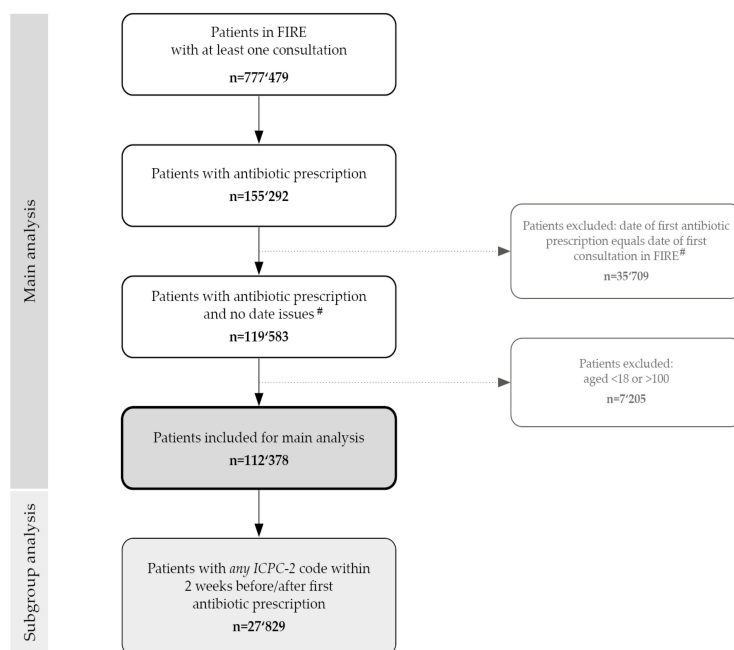 Main analysis
Patients in FIRE
with at least one consultation
n=777‘479
Patients with antibiotic prescription
n=155‘292
Patients excluded: date of first antibiotic
prescription equals date of first
consultation in FIRE#
n=35‘709
Patients with antibiotic prescription
and no date issues #
n=119‘583
Patients excluded:
aged <18 or >100
n=7‘205
Patients included for main analysis
n=112‘378
Subgroup analysis
Patients with any ICPC-2 code within
2 weeks before/after first
antibiotic prescription
n=27‘829